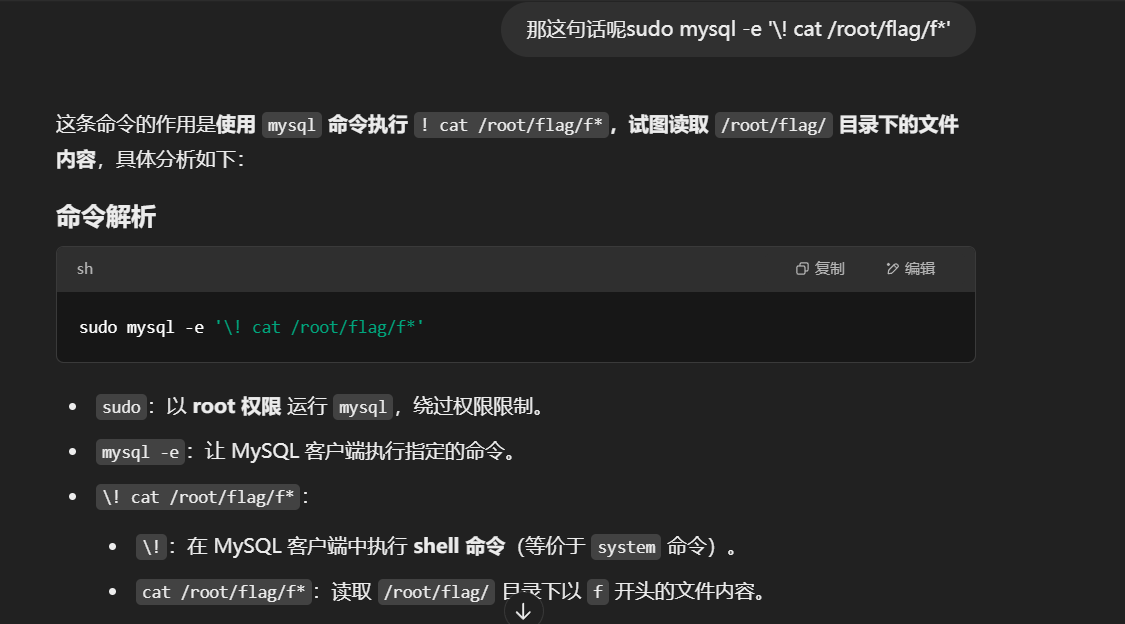 那这句话呢sudo mysql -e '\! cat /root/flag/f*'
这条命令的作用是使用 mysql 命令执行 ! cat /root/flag/f* ，试图读取 /root/flag/ 目录下的文件
内容，具体分析如下：
命令解析
sh 复制 编辑
sudo mysql -e '\! cat /root/flag/f*'
• sudo ：以 root 权限 运行 mysql ，绕过权限限制。
• mysql -e ：让 MySQL 客户端执行指定的命令。
• \! cat /root/flag/f* ：
• \! ：在 MySQL 客户端中执行 shell 命令（等价于 system 命令）。
• cat /root/flag/f* ：读取 /root/flag/ 目录下以 f 开头的文件内容。